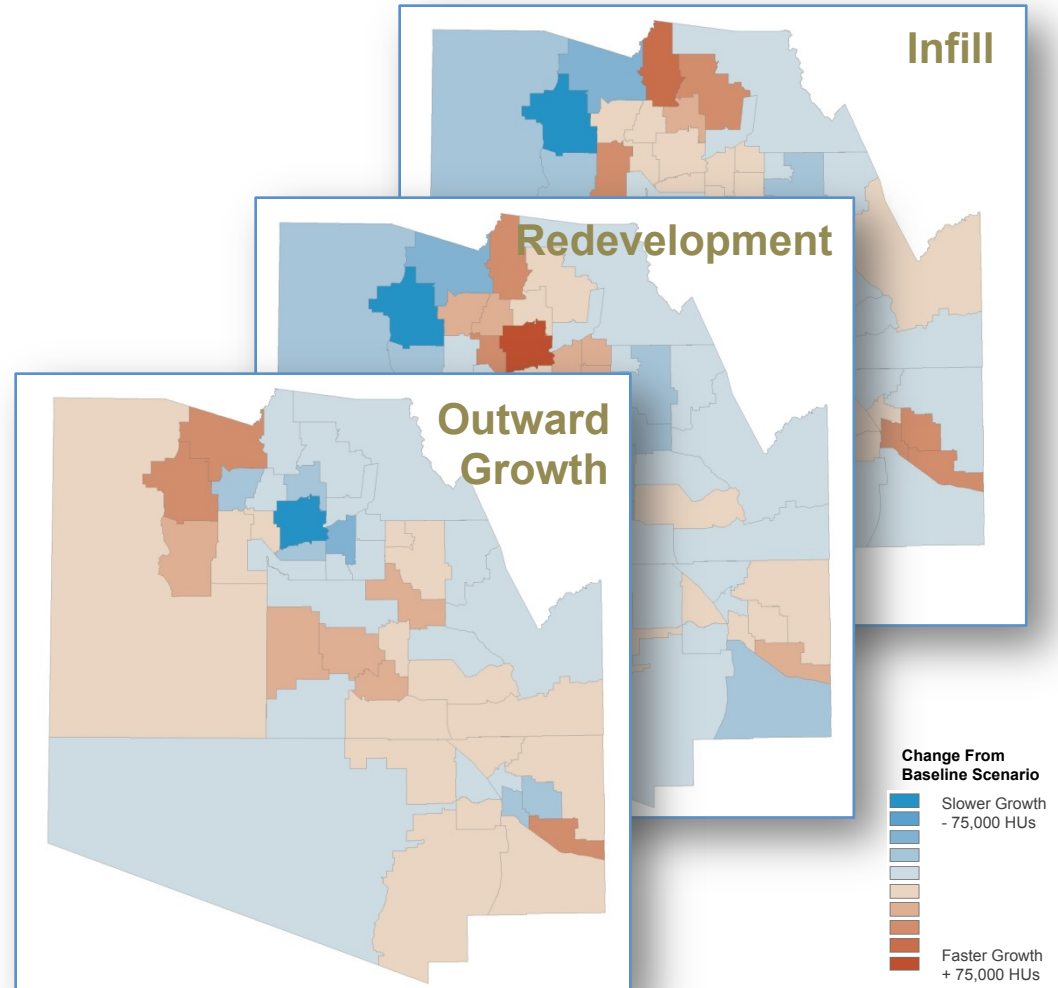 Infill
Redevelopment
Outward
Growth
Change From
Baseline Scenario
Slower Growth
- 75,000 HUs
Faster Growth
+ 75,000 HUs